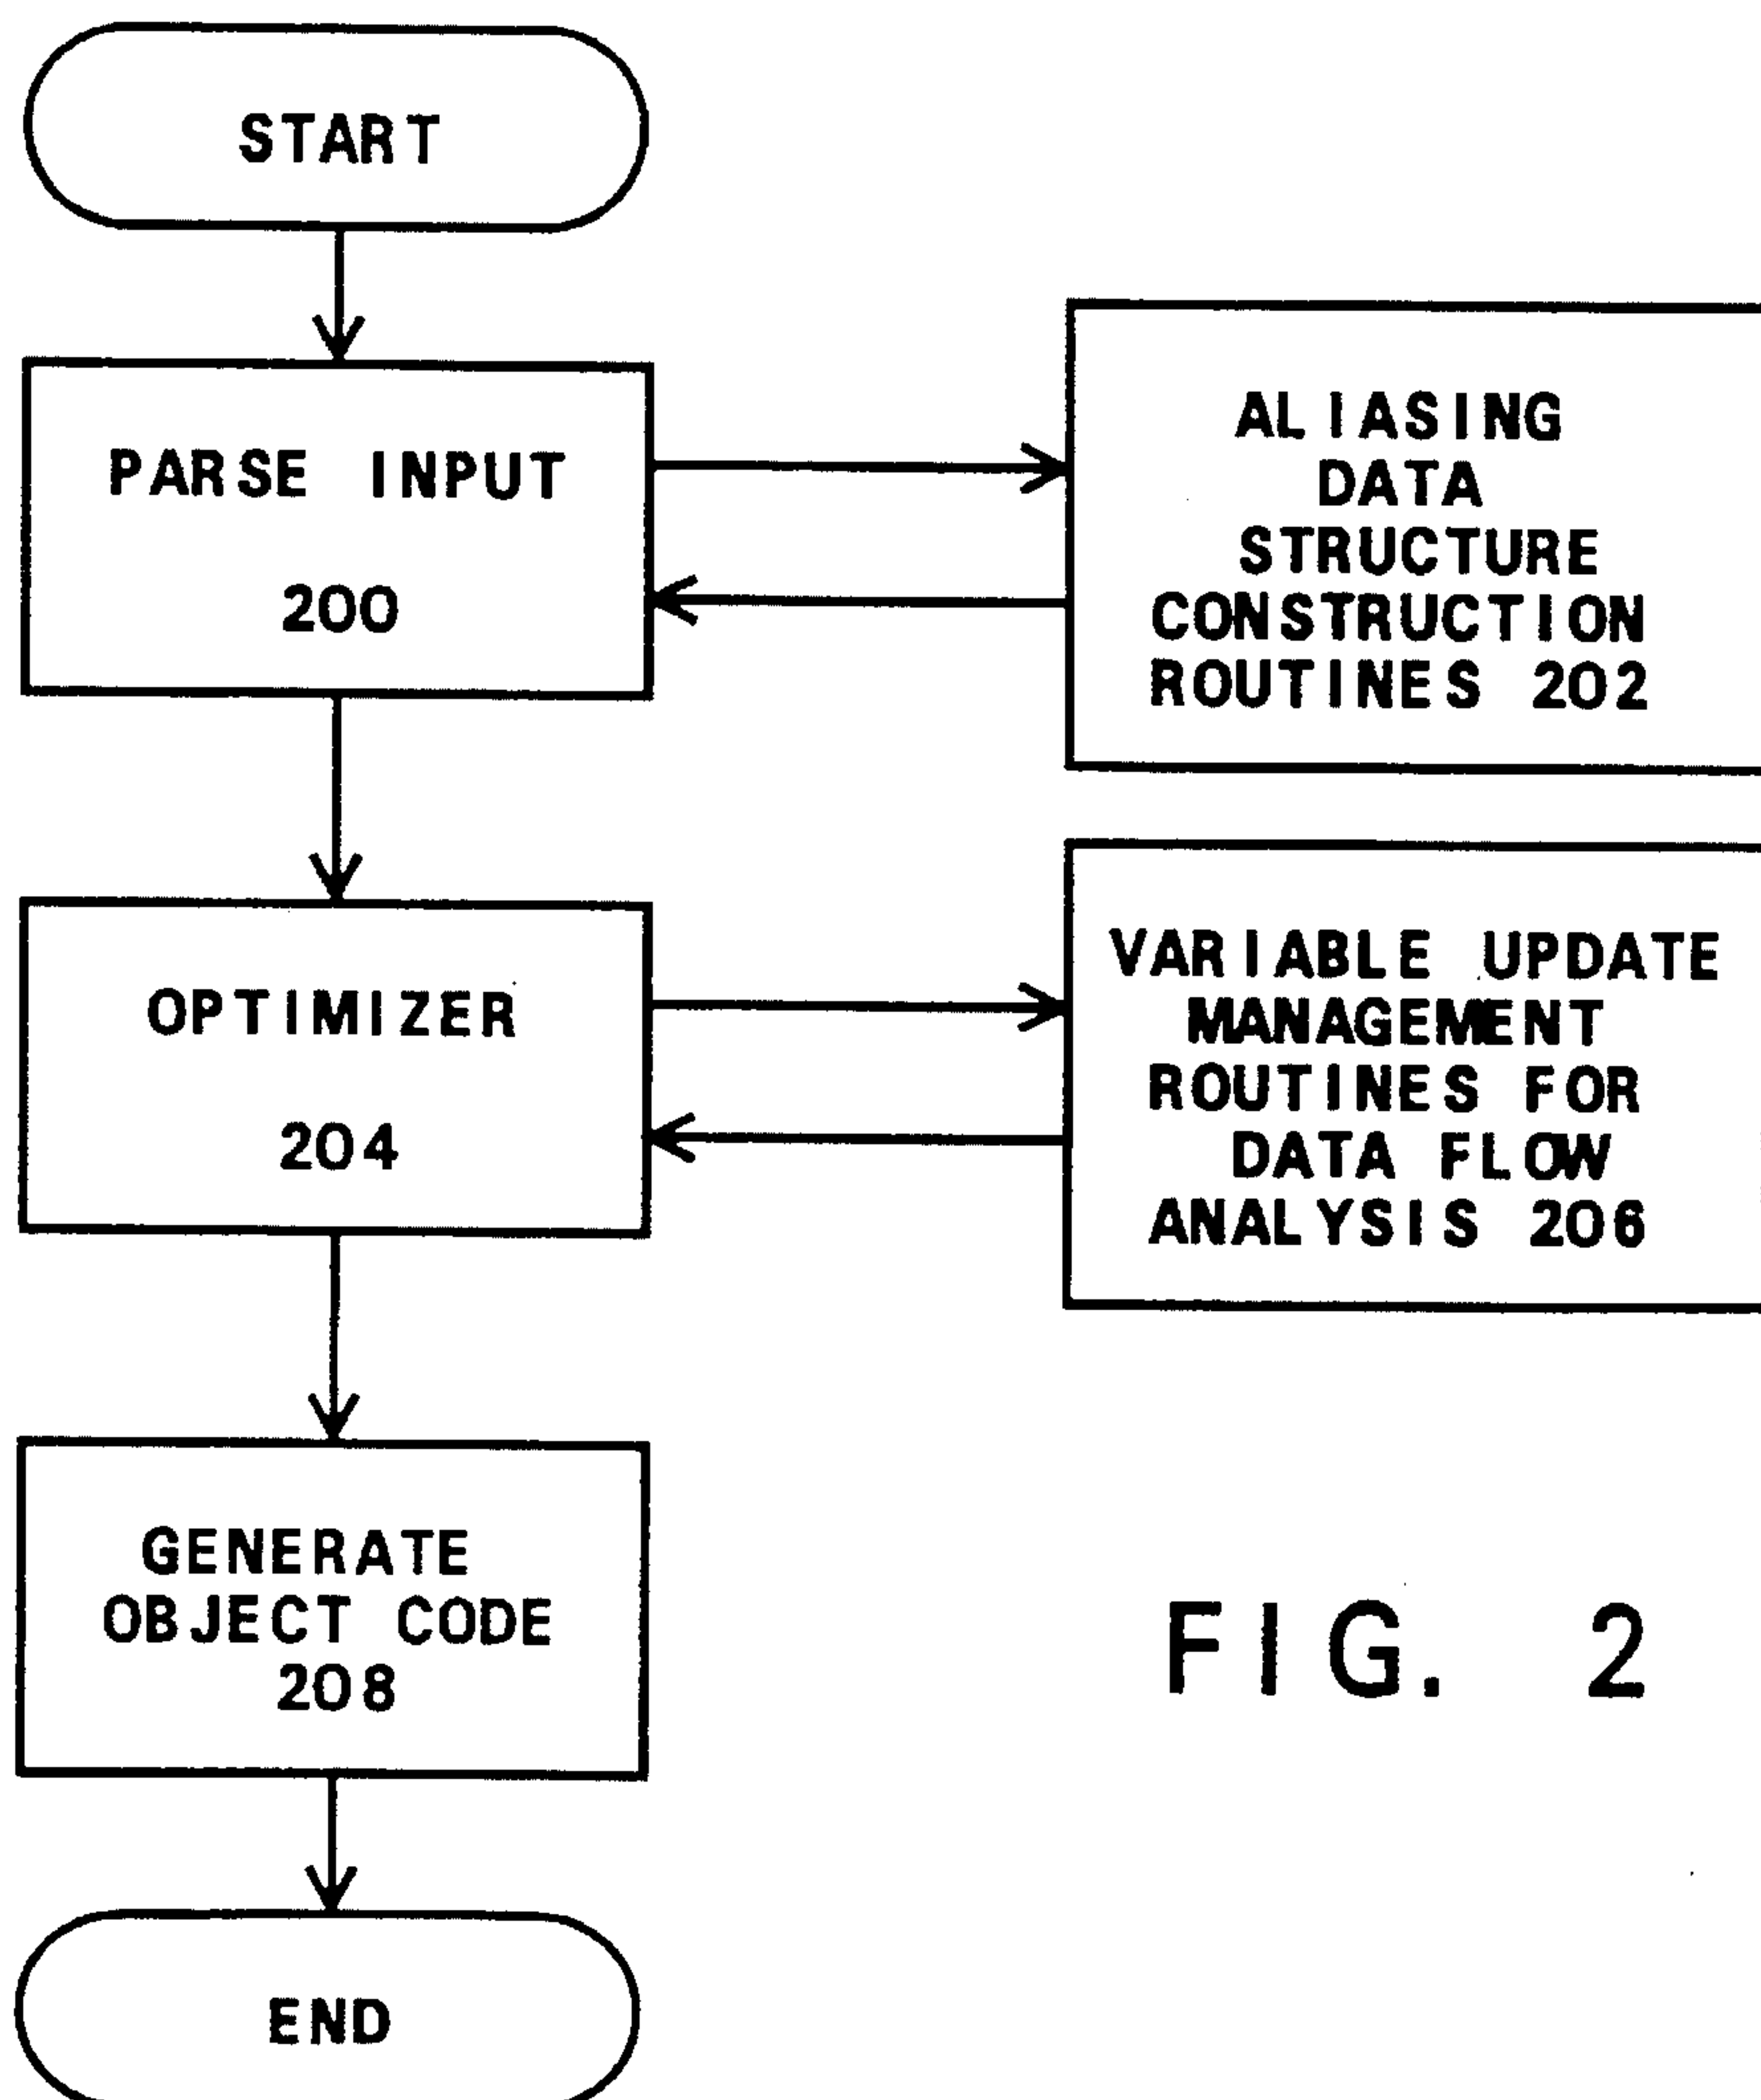 START
PARSE INPUT
200
ALIASING
DATA
STRUCTURE
CONSTRUCTION
ROUTINES 202
OPTIMIZER
204
VARIABLE UPDATE
MANAGEMENT
ROUTINES FOR
DATA FLOW
ANALYSIS 206
GENERATE
OBJECT CODE
208
FIG. 2
END